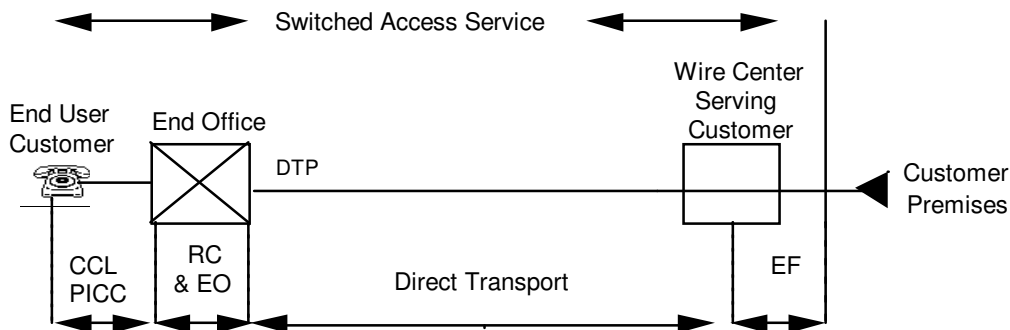 Switched Access Service
Wire Center
Serving
Customer
End User
Customer
End Office
DTP
Customer
Premises
CCL
PICC
RC
& EO
Direct Transport
EF